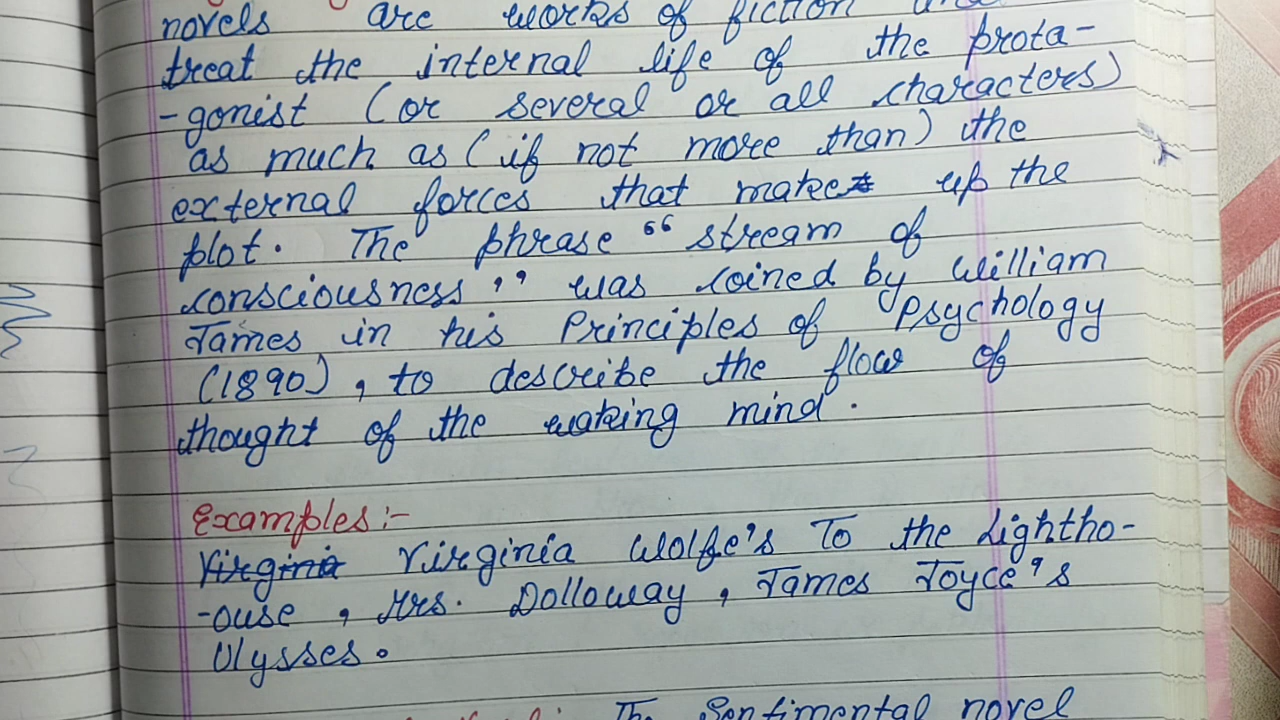 novels are works of fiction
treat the internal life of the prota-
-gonist (or several or all characters)
as much as (if not more than) the
external forces that make up the
plot. The phrase "stream of
consciousness" was coined by William
James in his Principles of Psychology
(1890), to describe the flow of
thought of the waking mind.
Examples:-
Virginia Virginia Wolfe's To the Lightho-
-ouse, Mrs. Dolloway, James Joyce's
Ulysses.
The Sentimental novel